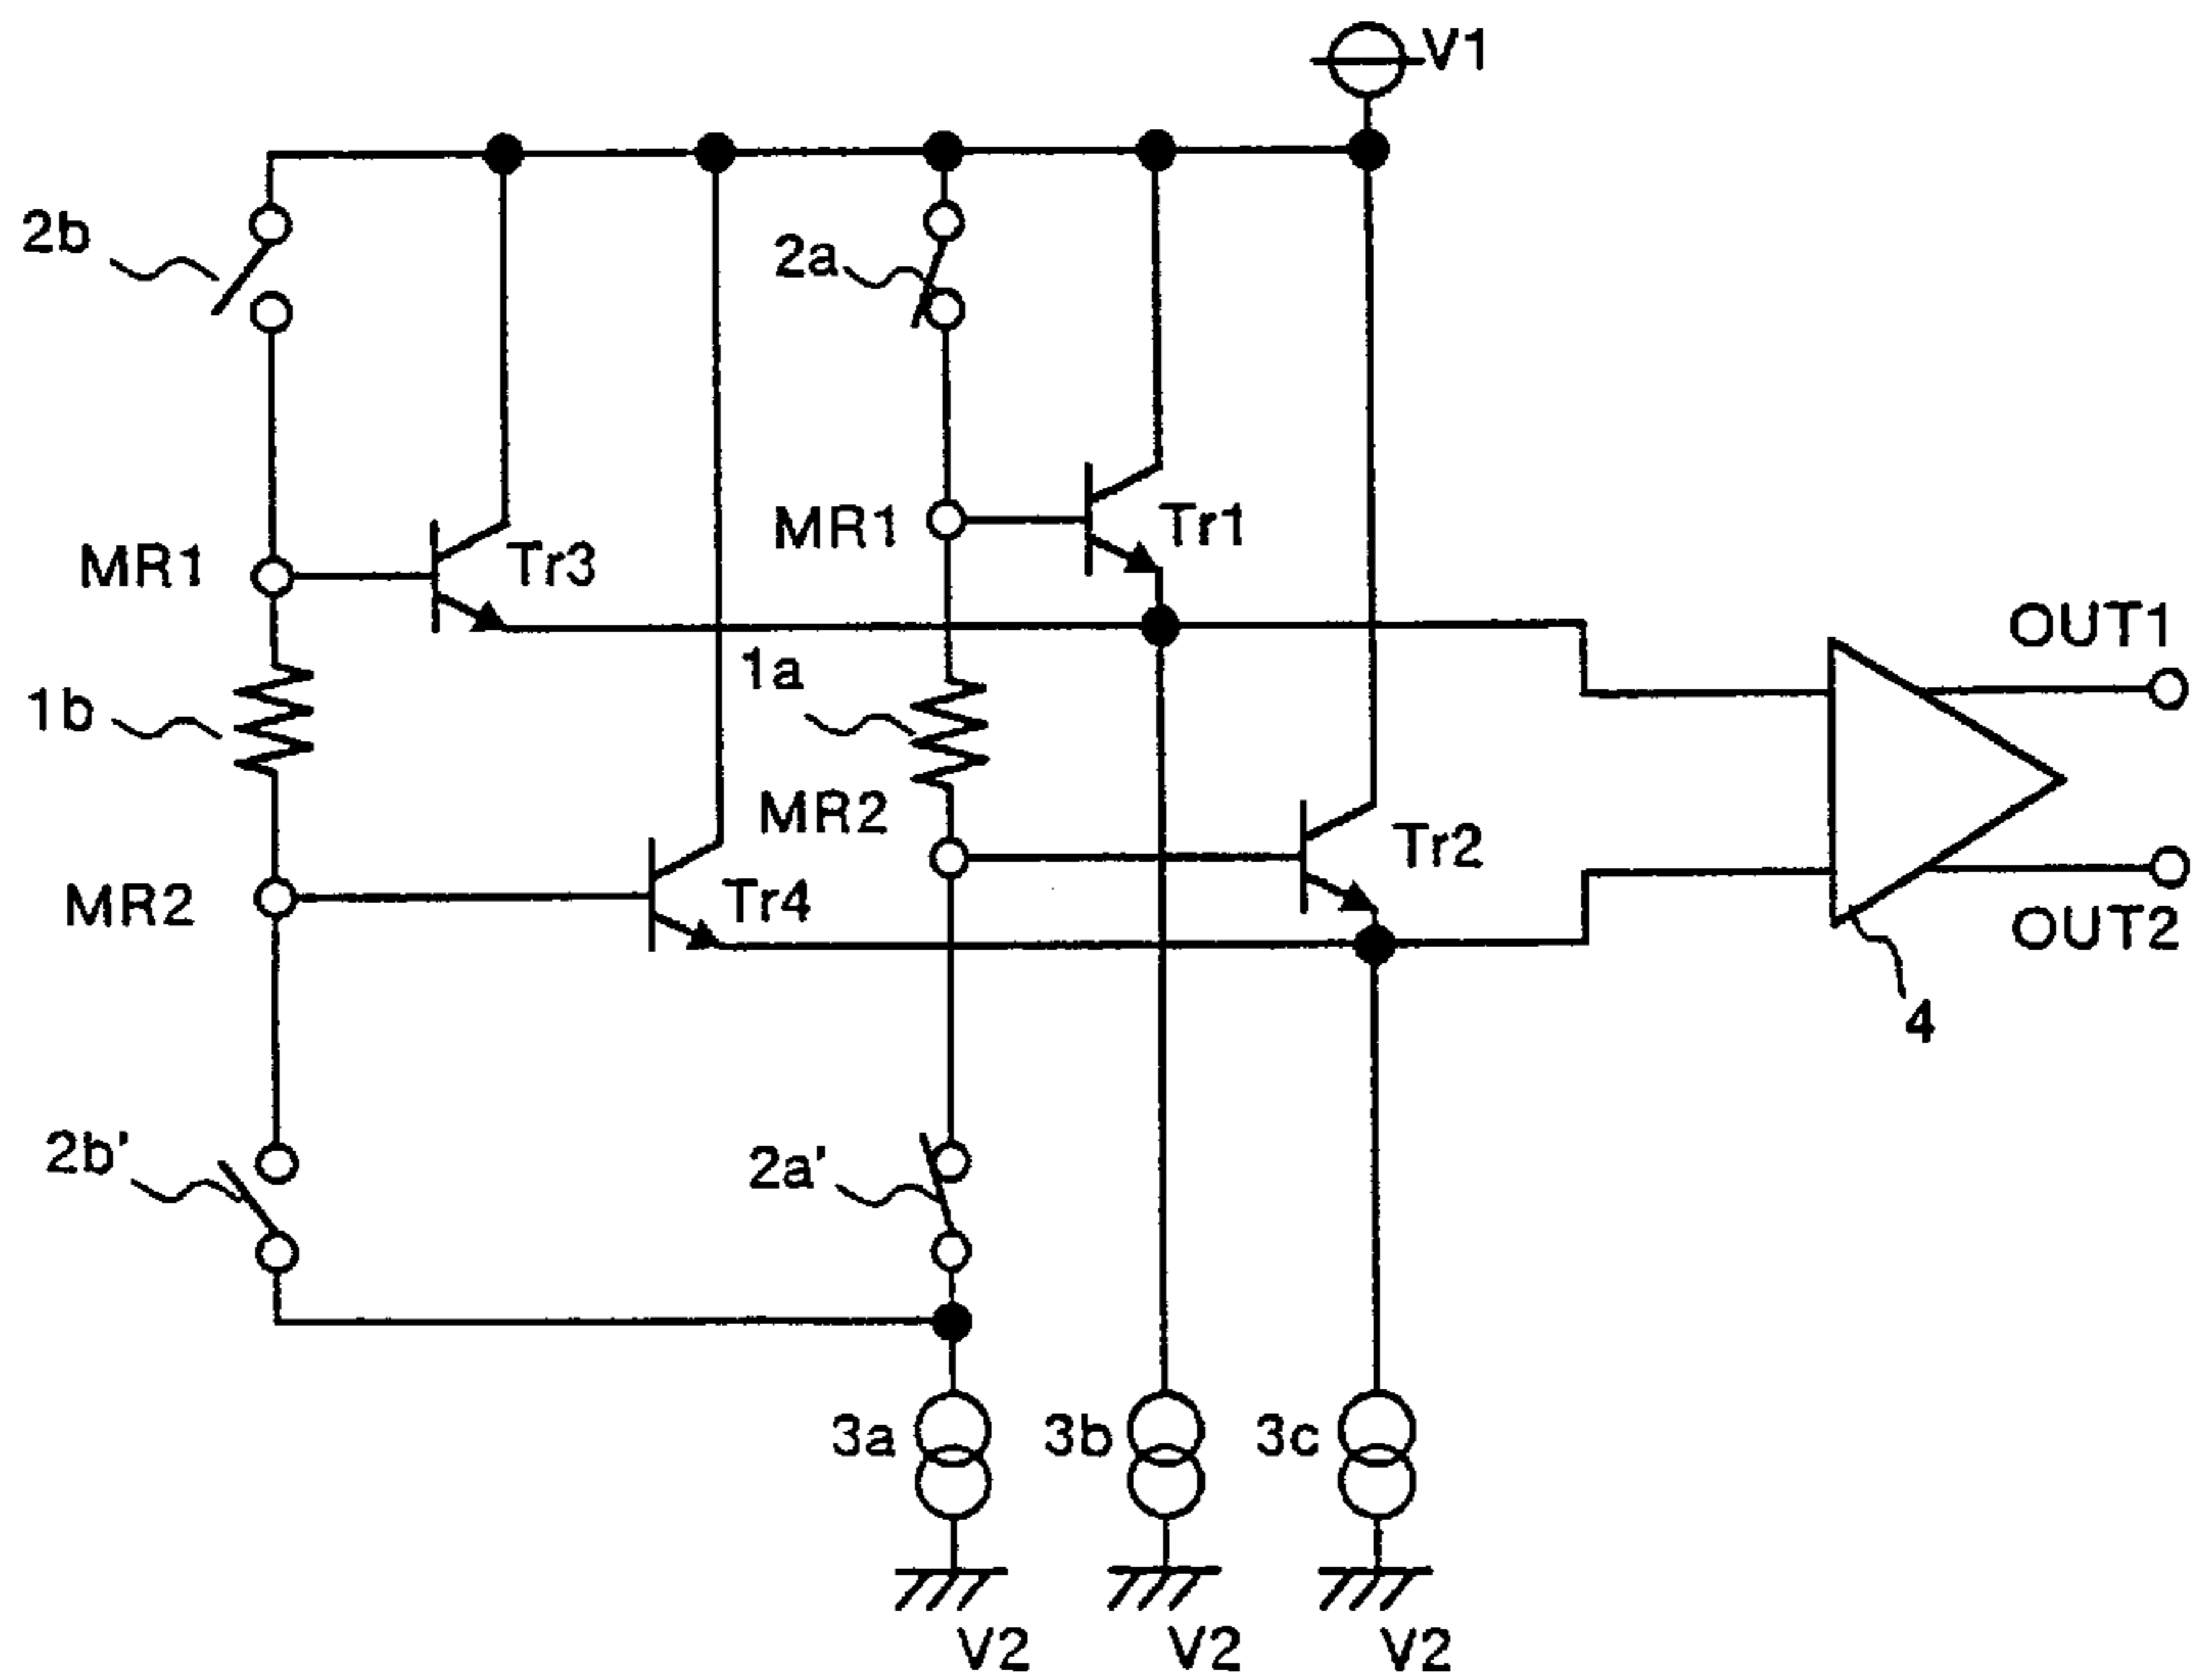 V1
2b
2a
MR1
Tr3
MR1
Tr1
OUT1
1b
1a
MR2
Tr2
MR2
Tr4
OUT2
4
2b'
2a'
3a
3b
3c
V2
V2
V2